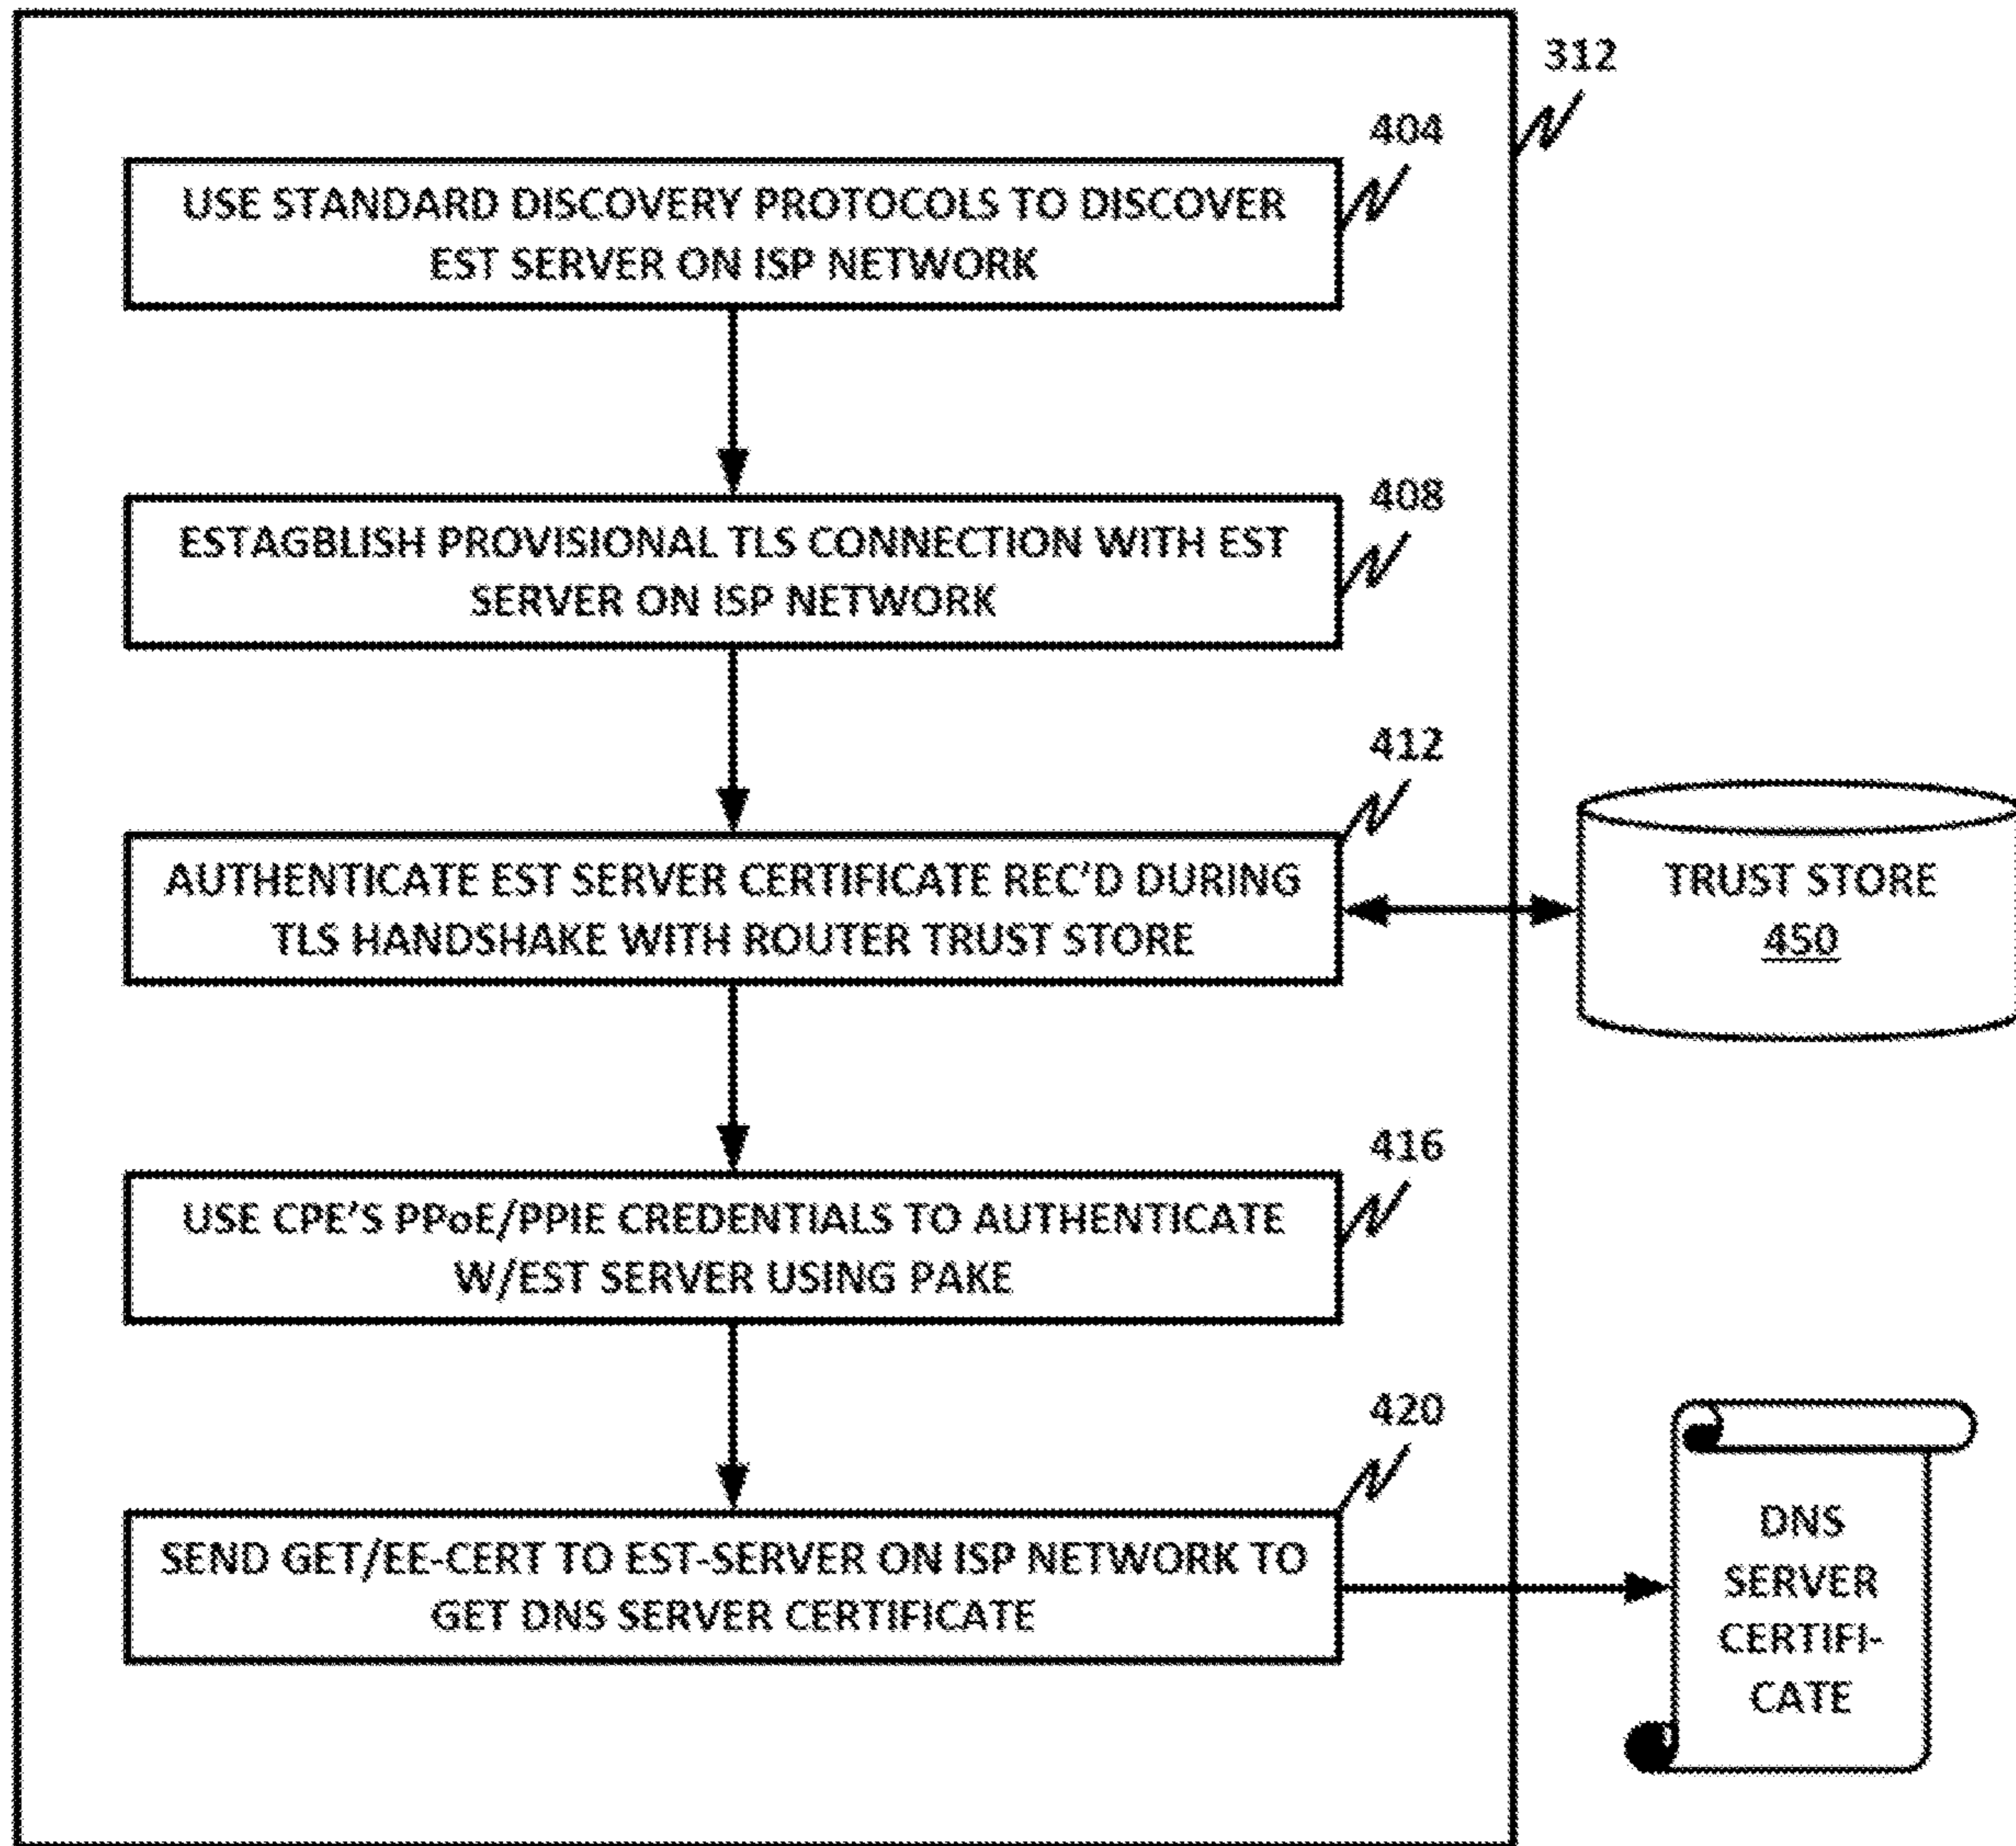 312
404
USE STANDARD DISCOVERY PROTOCOLS TO DISCOVER
EST SERVER ON ISP NETWORK
408
ESTAGBLISH PROVISIONAL TLS CONNECTION WITH EST
SERVER ON ISP NETWORK
412
AUTHENTICATE EST SERVER CERTIFICATE REC'D DURING
TLS HANDSHAKE WITH ROUTER TRUST STORE
TRUST STORE
450
416
USE CPE'S PPoE/PPIE CREDENTIALS TO AUTHENTICATE
W/EST SERVER USING PAKE
420
SEND GET/EE-CERT TO EST-SERVER ON ISP NETWORK TO
GET DNS SERVER CERTIFICATE
DNS
SERVER
CERTIFI-
CATE